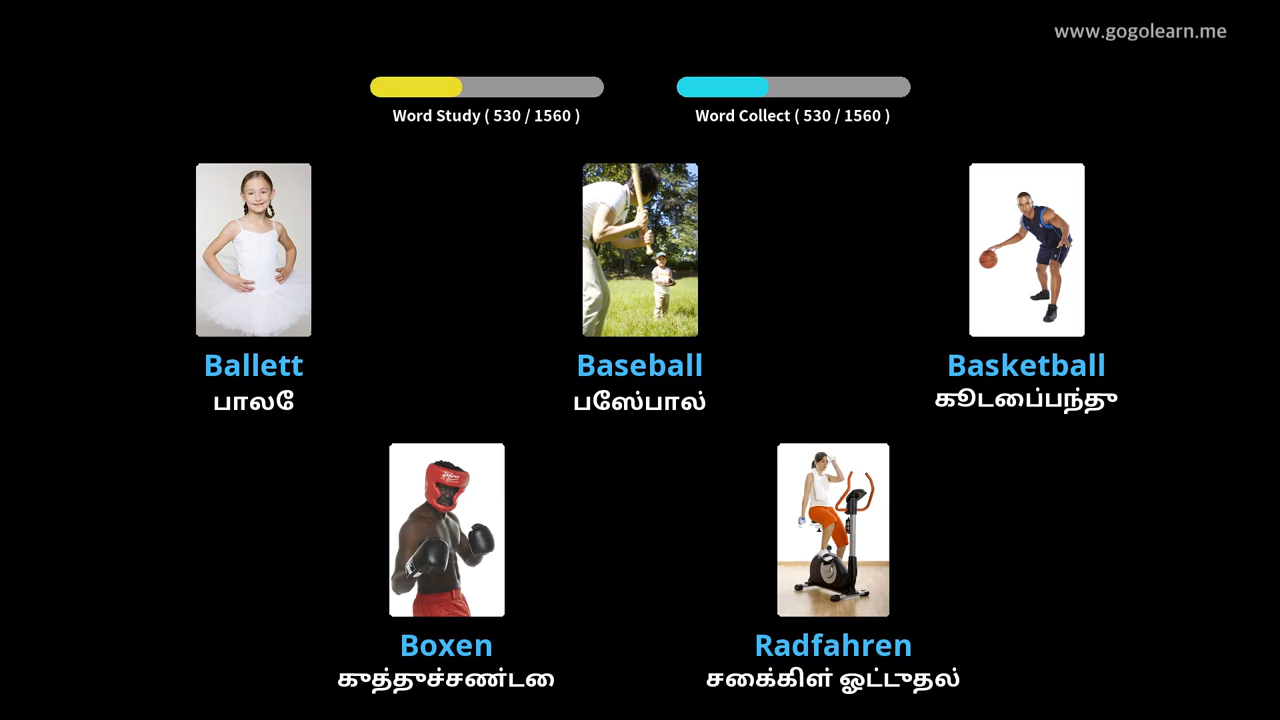 www.gogolearn.me
Word Study ( 530 / 1560 )
Word Collect ( 530 / 1560 )
Ballett
Baseball
Basketball
பாலே
பேஸ்பால்
கூடைப்பந்து
Boxen
Radfahren
குத்துச்சண்டை
சைக்கிள் ஓட்டுதல்